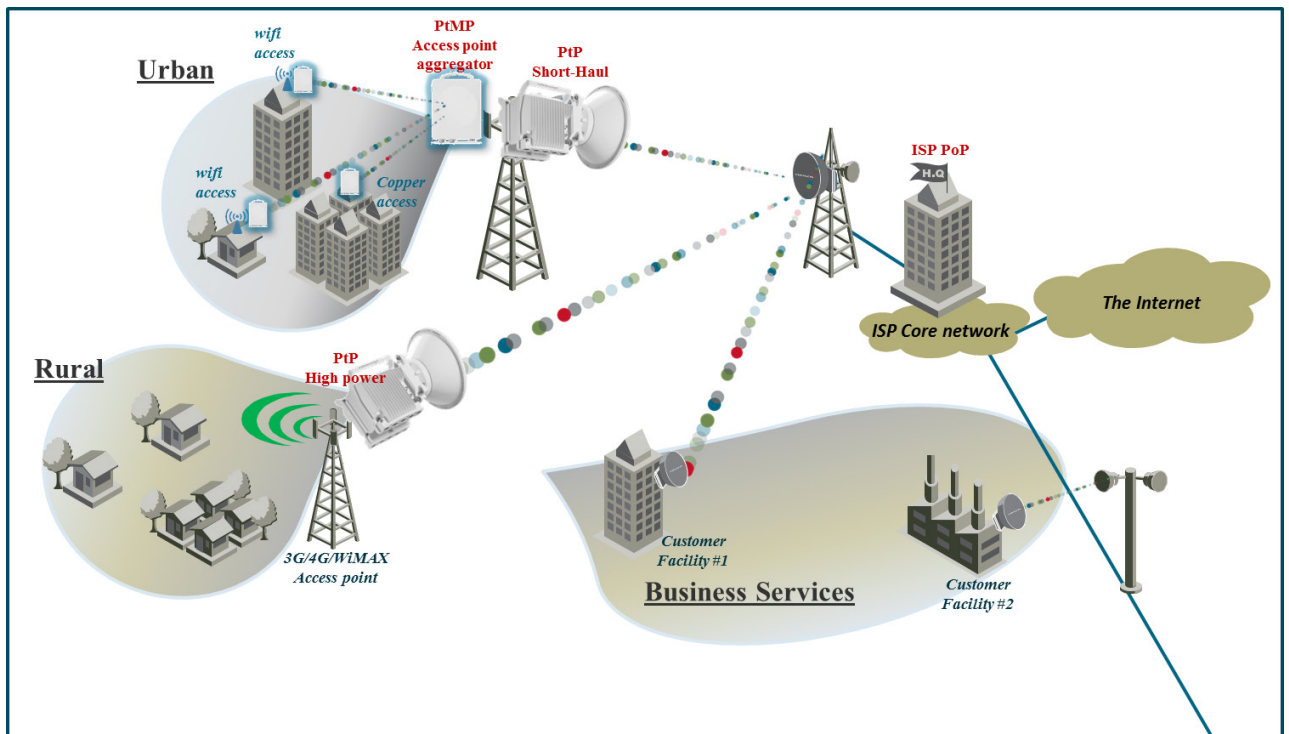 wifi
access
PtMP
Access point
aggregator
PtP
Short-Haul
Urban
ISP PoP
H.Q
wifi
access
Copper
access
The Internet
ISP Core network
Rural
PtP
High power
3G/4G/WiMAX
Access point
Customer
Facility #1
Business Services
Customer
Facility #2